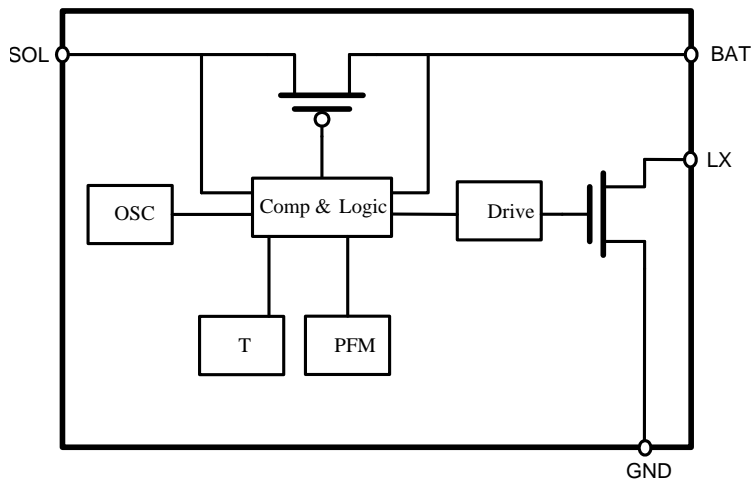 SOL
BAT
LX
OSC
Comp & Logic
Drive
T
PFM
GND